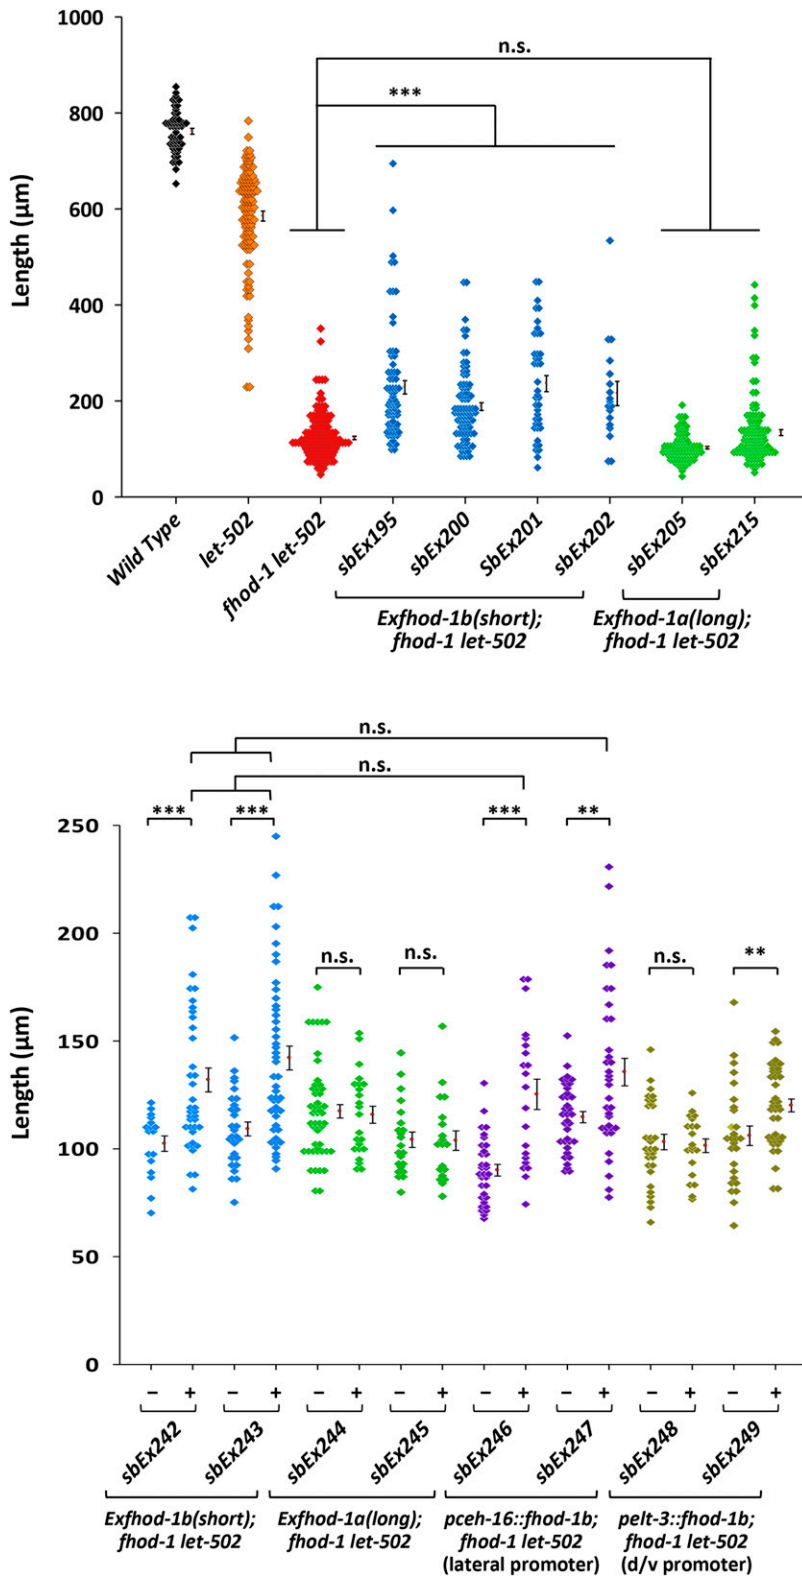 1000
n.s.
***
800
600
Length (µm)
400
200
0
Wild Type
let-502
fhod-1 let-502
sbEx195
sbEx200
sbEx201
sbEx202
sbEx205
sbEx215
Exfhod-1b(short);
fhod-1 let-502
Exfhod-1a(long);
fhod-1 let-502
n.s.
n.s.
*** *** *** **
250
200
n.s. n.s. n.s. **
150
Length (µm)
100
50
0
– + – + – + – + – + – + – + – +
sbEx242
sbEx243
sbEx244
sbEx245
sbEx246
sbEx247
sbEx248
sbEx249
Exfhod-1b(short);
fhod-1 let-502
Exfhod-1a(long);
fhod-1 let-502
pceh-16::fhod-1b;
fhod-1 let-502
(lateral promoter)
pelt-3::fhod-1b;
fhod-1 let-502
(d/v promoter)